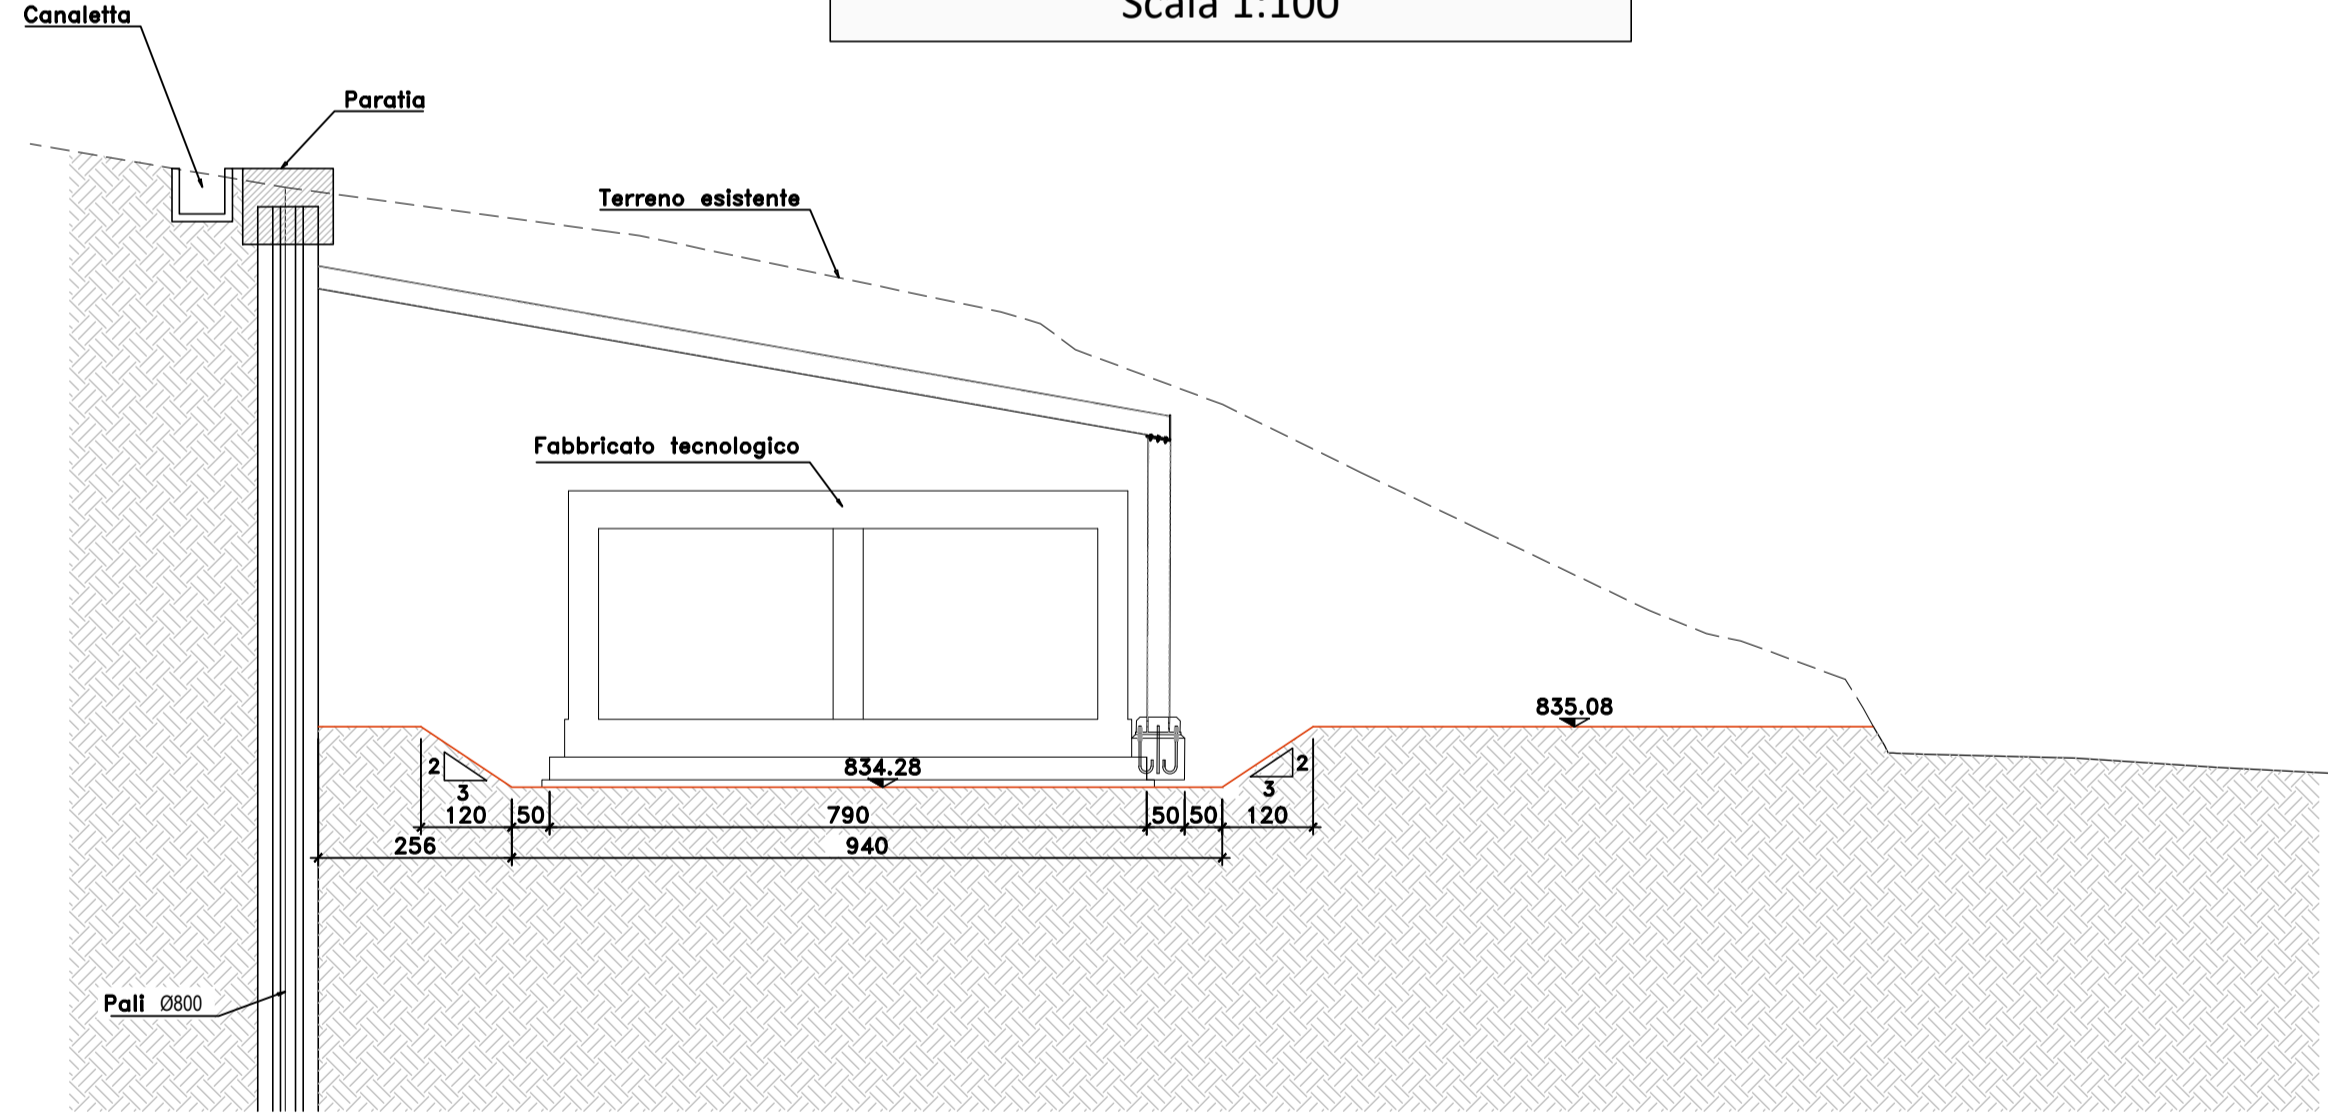 Scala 1:100
Canaletta
Paratia
Terreno esistente
Fabbricato tecnologico
835.08
834.28
2
3
2
3
120
50
790
50
50
120
256
940
Pali Ø800